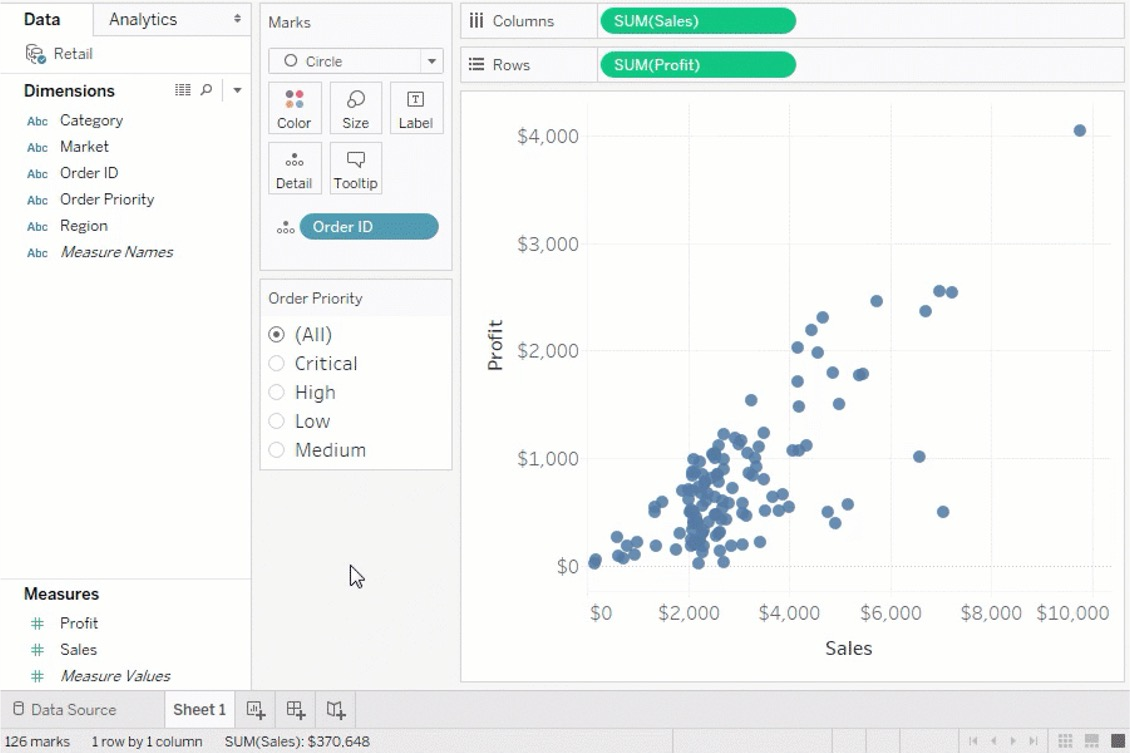 Data
Analytics
Retail
Dimensions
Abc Category
Abc Market
Abc Order ID
Abc Order Priority
Abc Region
Abc Measure Names
Measures
# Profit
# Sales
# Measure Values
Marks
Circle
Color
Size
T
Label
Detail
Tooltip
Order ID
Order Priority
(All)
Critical
High
Low
Medium
Columns
SUM(Sales)
Rows
SUM(Profit)
$4,000
$3,000
$2,000
$1,000
$0
Profit
$0 $2,000 $4,000 $6,000 $8,000 $10,000
Sales
Data Source
Sheet 1
126 marks 1 row by 1 column SUM(Sales): $370,648